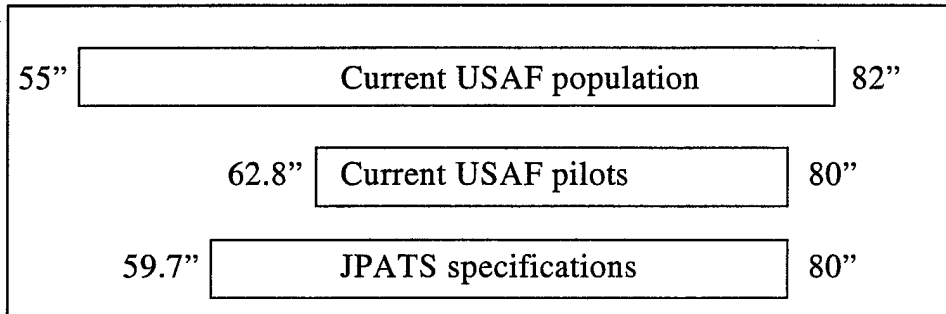 55” Current USAF population 82”
62.8” Current USAF pilots 80”
59.7” JPATS specifications 80”